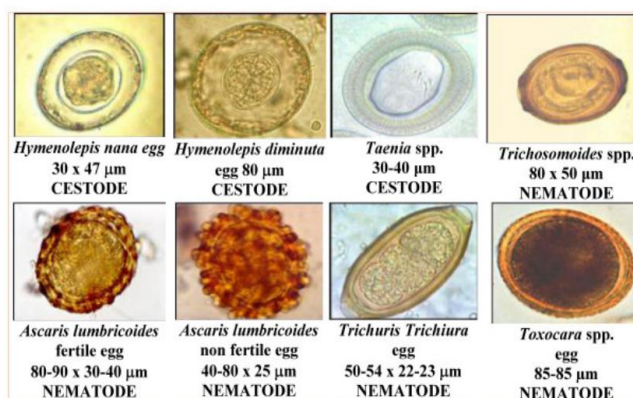 Hymenolepis nana egg
30 x 47 µm
CESTODE
Hymenolepis diminuta
egg 80 µm
CESTODE
Taenia spp.
30-40 µm
CESTODE
Trichosomoides spp.
80 x 50 µm
NEMATODE
Ascaris lumbricoides
fertile egg
80-90 x 30-40 µm
NEMATODE
Ascaris lumbricoides
non fertile egg
40-80 x 25 µm
NEMATODE
Trichuris Trichiura
egg
50-54 x 22-23 µm
NEMATODE
Toxocara spp.
egg
85-85 µm
NEMATODE